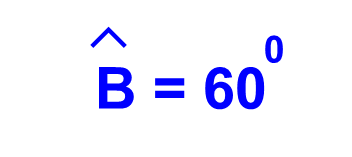 B̂ = 60⁰